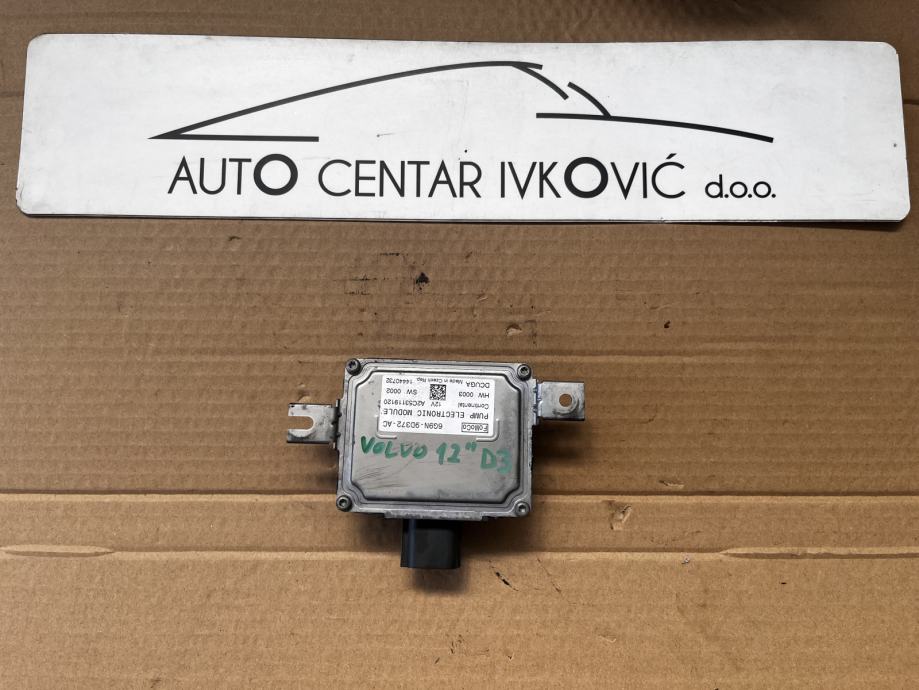 AUTO CENTAR IVKOVIĆ d.o.o.
FoMoCo
6G9N-9D372-AC
PUMP ELECTRONIC MODULE
Continental 12V A2C53119120
HW 0003 SW 0002
DCUGA Made in Czech Rep. 14440732
VOLVO 12" D3